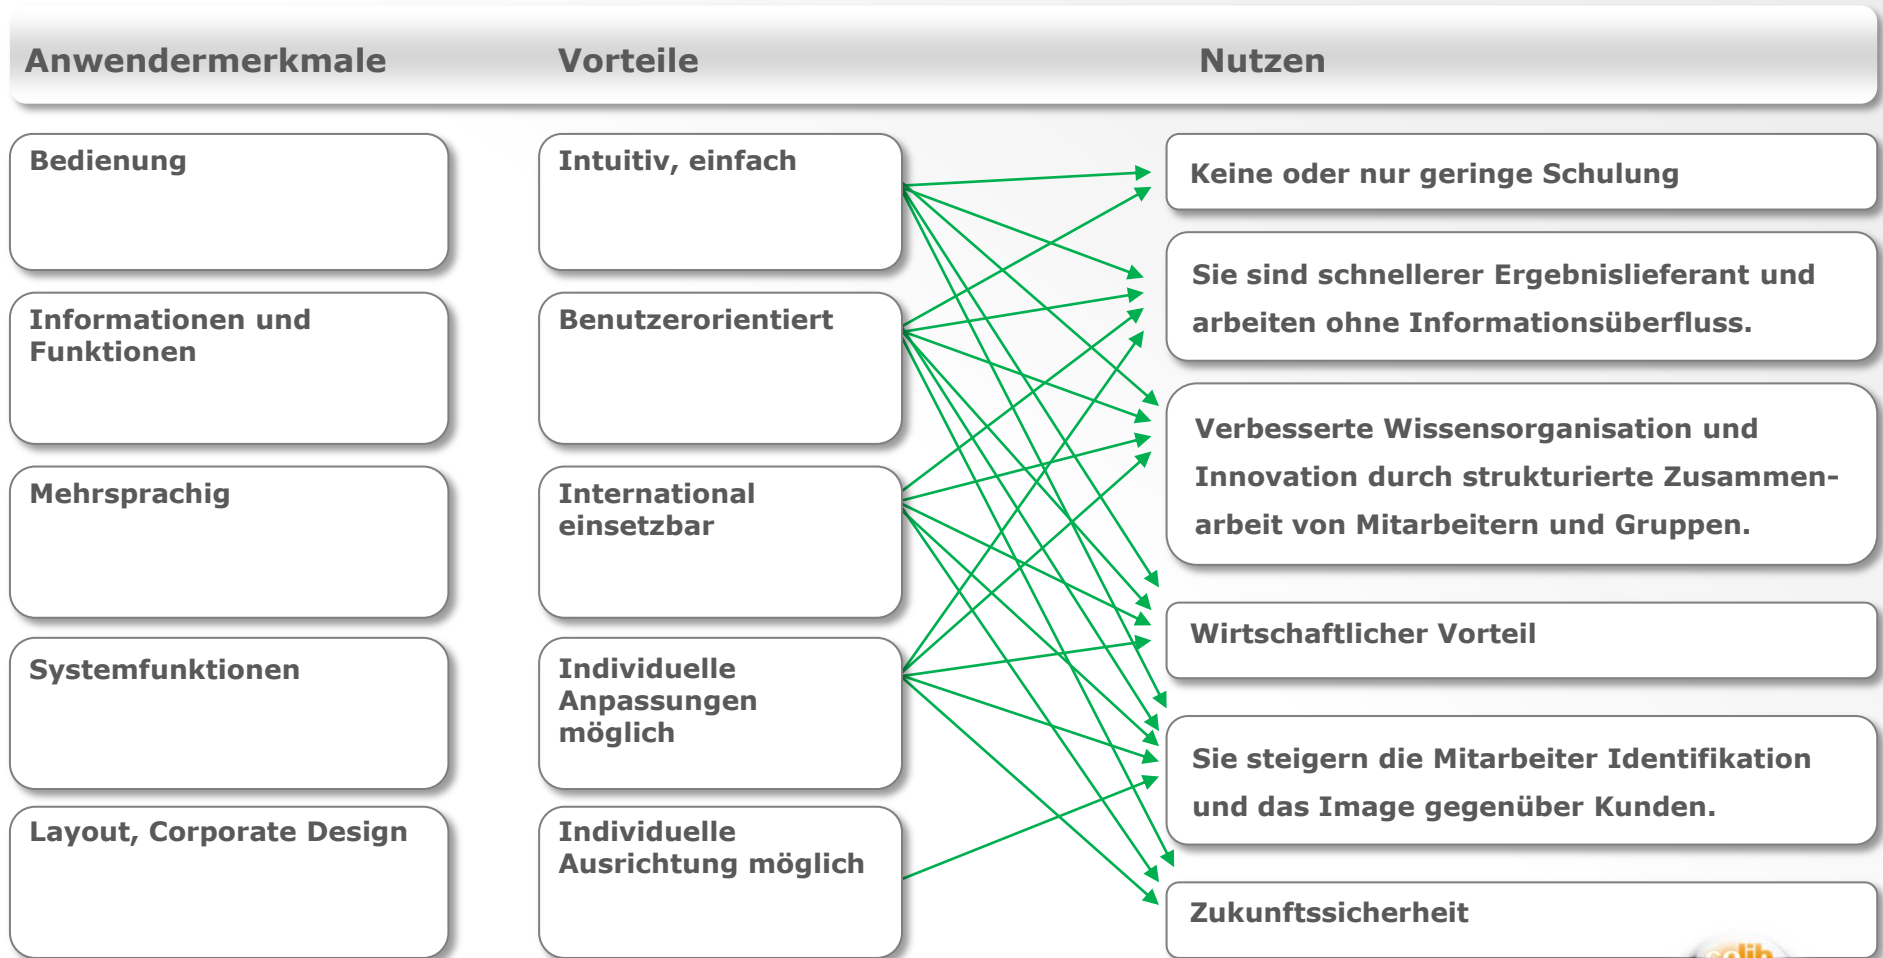 Anwendermerkmale
Vorteile
Nutzen
Bedienung
Intuitiv, einfach
Keine oder nur geringe Schulung
Sie sind schnellerer Ergebnislieferant und
arbeiten ohne Informationsüberfluss.
Informationen und
Funktionen
Benutzerorientiert
Verbesserte Wissensorganisation und
Innovation durch strukturierte Zusammen-
arbeit von Mitarbeitern und Gruppen.
Mehrsprachig
International
einsetzbar
Wirtschaftlicher Vorteil
Systemfunktionen
Individuelle
Anpassungen
möglich
Sie steigern die Mitarbeiter Identifikation
und das Image gegenüber Kunden.
Layout, Corporate Design
Individuelle
Ausrichtung möglich
Zukunftssicherheit